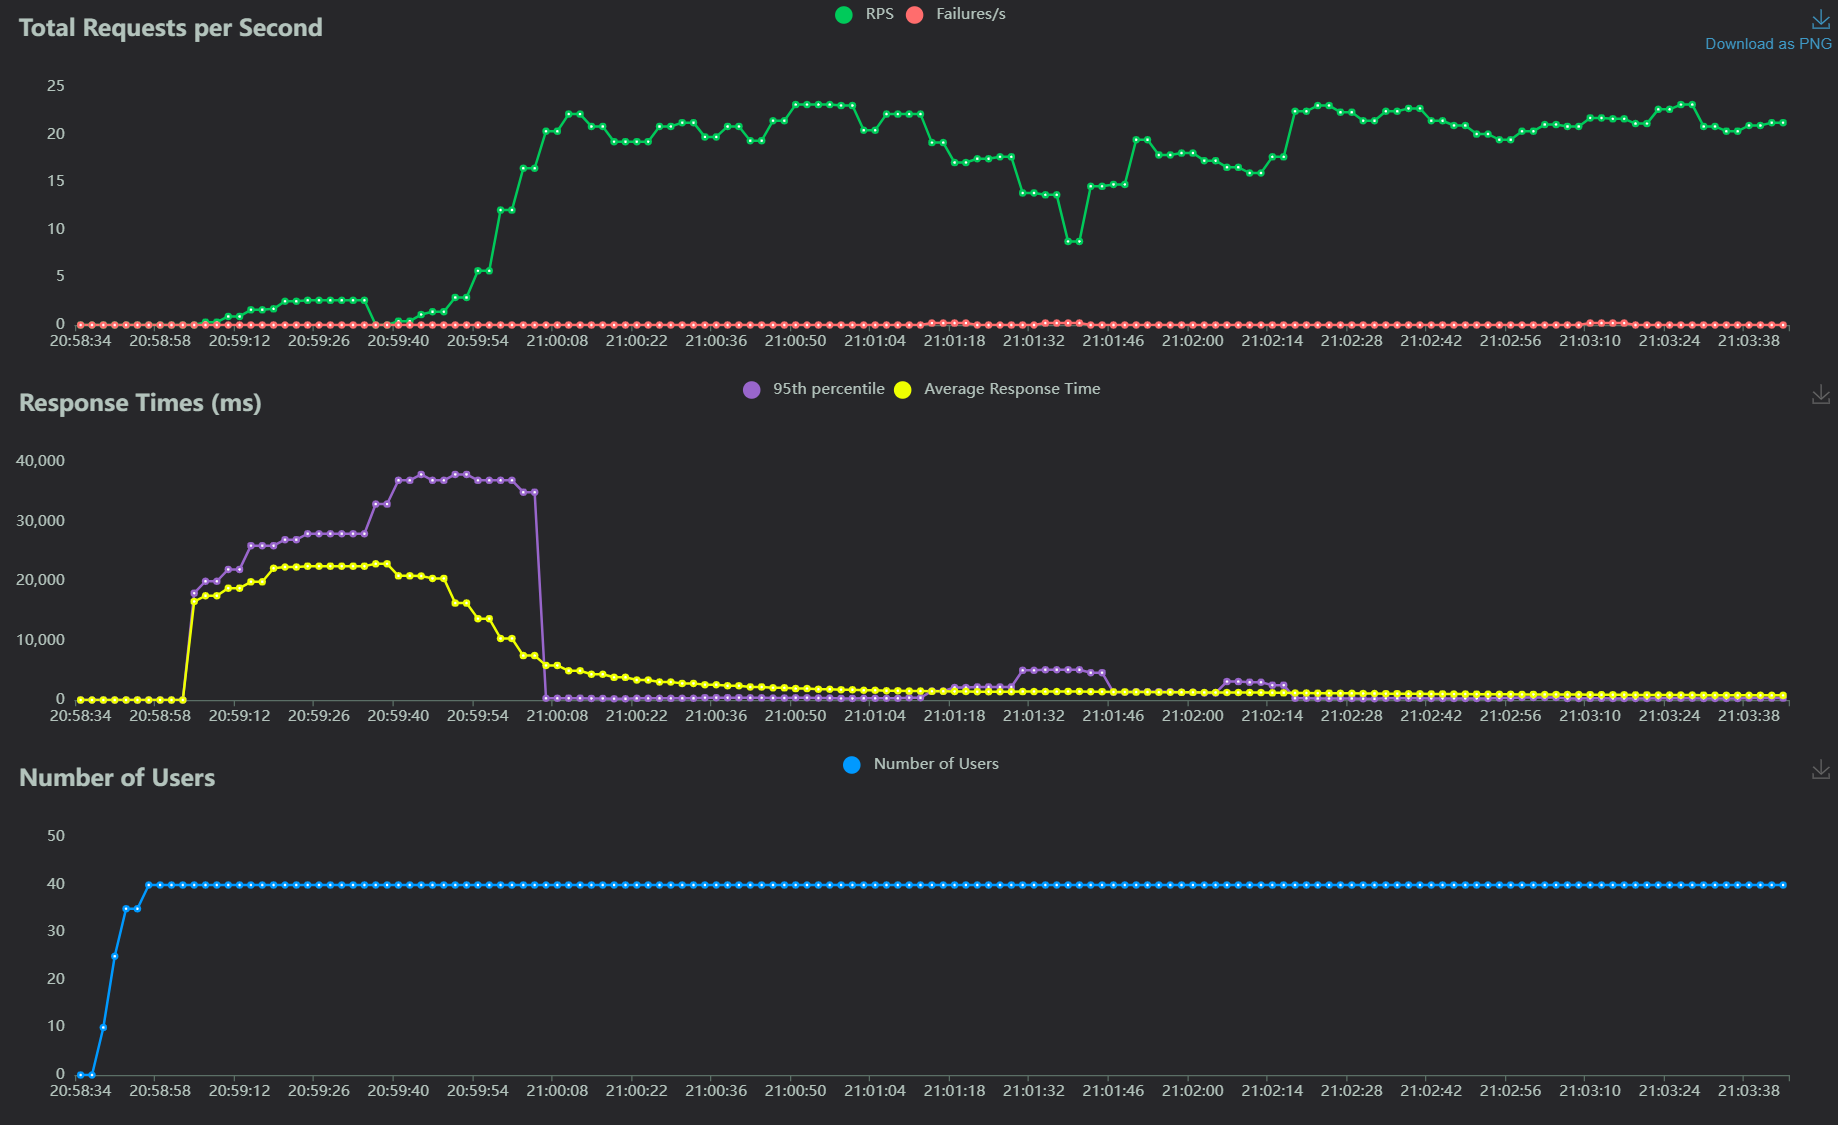 Total Requests per Second
RPS Failures/s
Download as PNG
25
20
15
10
5
0
20:58:34 20:58:58 20:59:12 20:59:26 20:59:40 20:59:54 21:00:08 21:00:22 21:00:36 21:00:50 21:01:04 21:01:18 21:01:32 21:01:46 21:02:00 21:02:14 21:02:28 21:02:42 21:02:56 21:03:10 21:03:24 21:03:38
Response Times (ms)
95th percentile Average Response Time
40,000
30,000
20,000
10,000
0
20:58:34 20:58:58 20:59:12 20:59:26 20:59:40 20:59:54 21:00:08 21:00:22 21:00:36 21:00:50 21:01:04 21:01:18 21:01:32 21:01:46 21:02:00 21:02:14 21:02:28 21:02:42 21:02:56 21:03:10 21:03:24 21:03:38
Number of Users
Number of Users
50
40
30
20
10
0
20:58:34 20:58:58 20:59:12 20:59:26 20:59:40 20:59:54 21:00:08 21:00:22 21:00:36 21:00:50 21:01:04 21:01:18 21:01:32 21:01:46 21:02:00 21:02:14 21:02:28 21:02:42 21:02:56 21:03:10 21:03:24 21:03:38